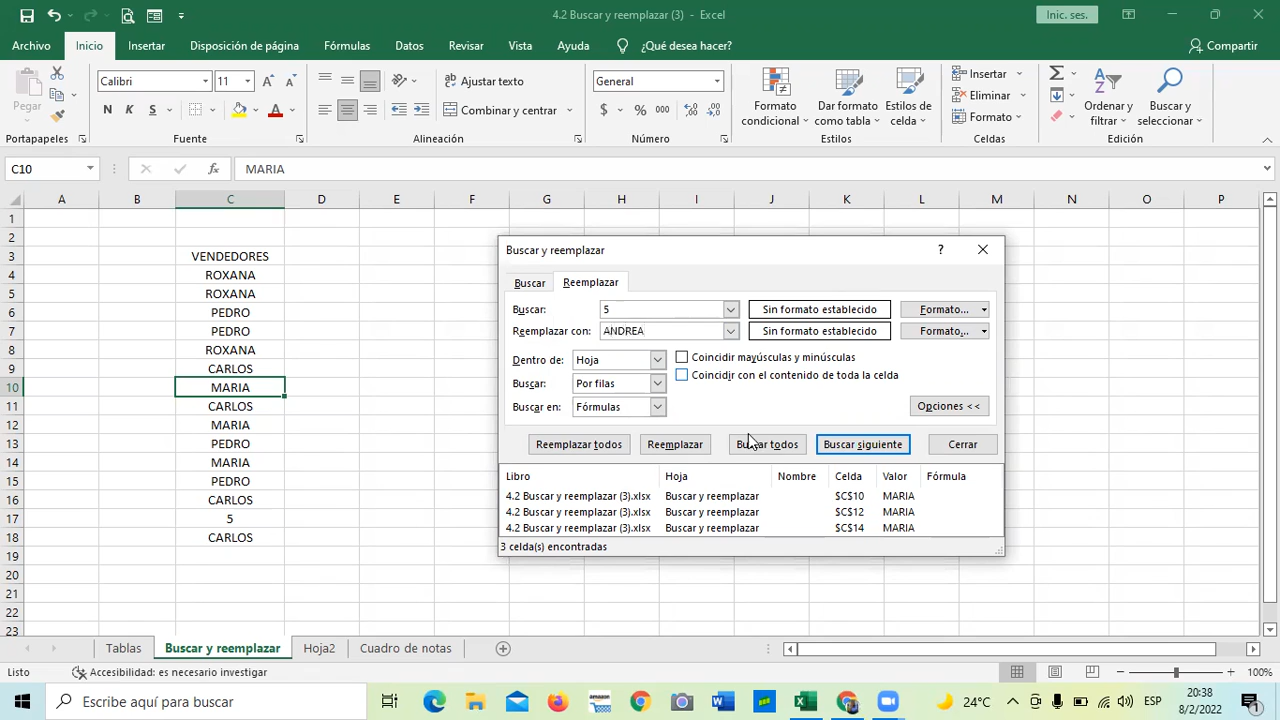 4.2 Buscar y reemplazar (3) - Excel
Inic. ses.
Archivo Inicio Insertar Disposición de página Fórmulas Datos Revisar Vista Ayuda ¿Qué desea hacer? Compartir
Pegar
Calibri 11
N K S
Ajustar texto
Combinar y centrar
General
$ % 000
Formato condicional
Dar formato como tabla
Estilos de celda
Insertar
Eliminar
Formato
Ordenar y filtrar
Buscar y seleccionar
Portapapeles Fuente Alineación Número Estilos Celdas Edición
C10 MARIA
A B C D E F G H I J K L M N O P
1
2
3 VENDEDORES
4 ROXANA
5 ROXANA
6 PEDRO
7 PEDRO
8 ROXANA
9 CARLOS
10 MARIA
11 CARLOS
12 MARIA
13 PEDRO
14 MARIA
15 PEDRO
16 CARLOS
17 5
18 CARLOS
19
20
21
22
23
Buscar y reemplazar ?
Buscar Reemplazar
Buscar: 5 Sin formato establecido Formato...
Reemplazar con: ANDREA Sin formato establecido Formato...
Dentro de: Hoja Coincidir mayúsculas y minúsculas
Buscar: Por filas Coincidir con el contenido de toda la celda
Buscar en: Fórmulas Opciones <<
Reemplazar todos Reemplazar Buscar todos Buscar siguiente Cerrar
Libro Hoja Nombre Celda Valor Fórmula
4.2 Buscar y reemplazar (3).xlsx Buscar y reemplazar $C$10 MARIA
4.2 Buscar y reemplazar (3).xlsx Buscar y reemplazar $C$12 MARIA
4.2 Buscar y reemplazar (3).xlsx Buscar y reemplazar $C$14 MARIA
3 celda(s) encontradas
Tablas Buscar y reemplazar Hoja2 Cuadro de notas
Listo Accesibilidad: es necesario investigar 100%
Escribe aquí para buscar
24°C
ESP
20:38
8/2/2022